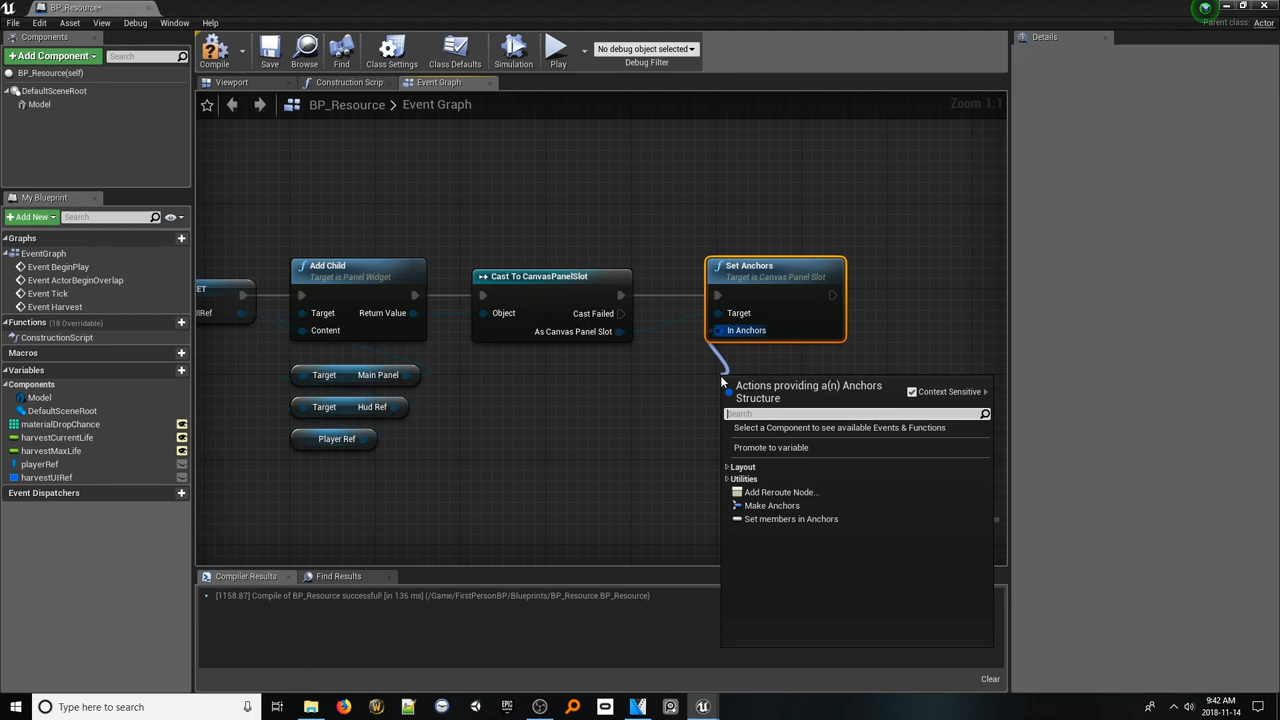 BP_Resource*
File Edit Asset View Debug Window Help
Parent class: Actor
Components
Details
+Add Component
Search
BP_Resource(self)
DefaultSceneRoot
Model
Compile
Save
Browse
Find
Class Settings
Class Defaults
Simulation
Play
No debug object selected
Debug Filter
Viewport
Construction Scrip
Event Graph
BP_Resource > Event Graph
Zoom 1:1
My Blueprint
+Add New
Search
Graphs
EventGraph
Event BeginPlay
Event ActorBeginOverlap
Event Tick
Event Harvest
Functions (18 Overridable)
ConstructionScript
Macros
Variables
Components
Model
DefaultSceneRoot
materialDropChance
harvestCurrentLife
harvestMaxLife
playerRef
harvestUIRef
Event Dispatchers
ET
UIRef
Add Child
Target is Panel Widget
Target
Return Value
Content
Target Main Panel
Target Hud Ref
Player Ref
Cast To CanvasPanelSlot
Object
Cast Failed
As Canvas Panel Slot
Set Anchors
Target is Canvas Panel Slot
Target
In Anchors
Actions providing a(n) Anchors
Structure
Context Sensitive
Search
Select a Component to see available Events & Functions
Promote to variable
Layout
Utilities
Add Reroute Node...
Make Anchors
Set members in Anchors
Compiler Results
Find Results
[1158.87] Compile of BP_Resource successful! [in 136 ms] (/Game/FirstPersonBP/Blueprints/BP_Resource.BP_Resource)
Clear
Type here to search
EPIC
9:42 AM
2018-11-14